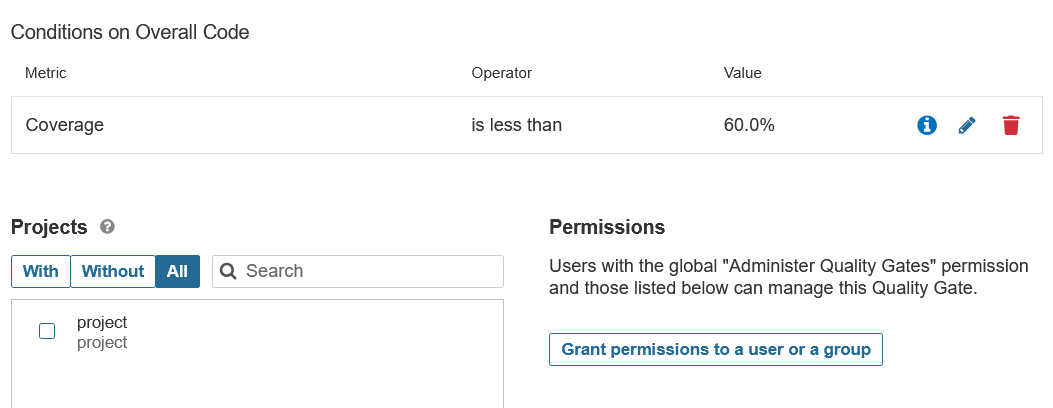 Conditions on Overall Code
Metric Operator Value
Coverage is less than 60.0%
Projects ?
With Without All Search
project
project
Permissions
Users with the global "Administer Quality Gates" permission
and those listed below can manage this Quality Gate.
Grant permissions to a user or a group